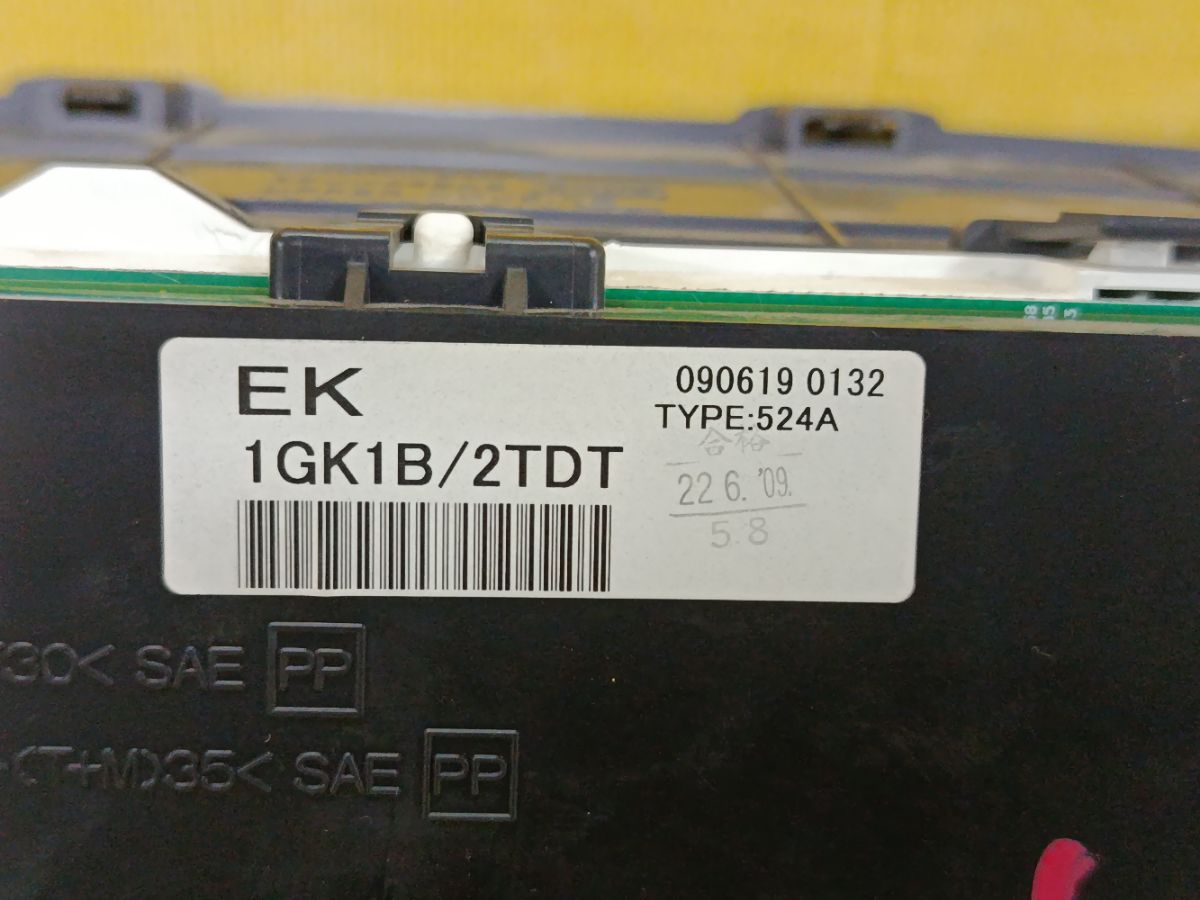 EK
090619 0132
TYPE:524A
1GK1B/2TDT
合格
22 6. '09.
5.8
30< SAE PP
(T+M)35< SAE PP